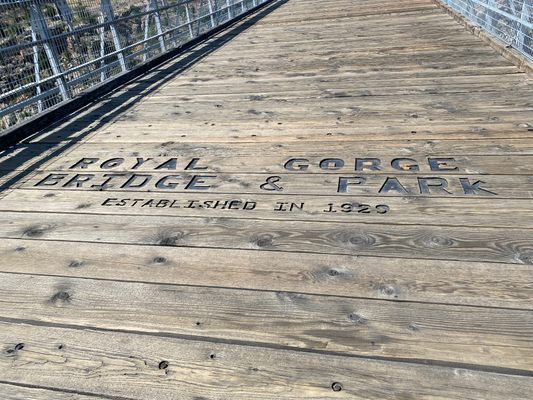 ROYAL GORGE
BRIDGE & PARK
ESTABLISHED IN 1929